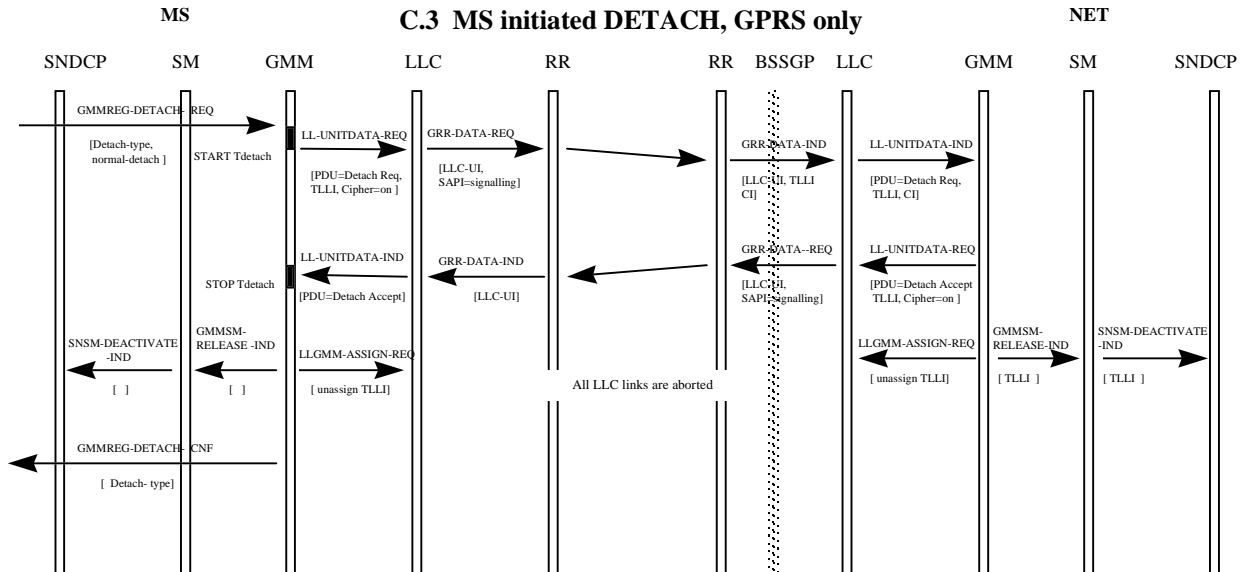 MS
C.3 MS initiated DETACH, GPRS only
NET
SNDCP SM GMM LLC RR RR BSSGP LLC GMM SM SNDCP
GMMREG-DETACH- REQ
[Detach-type,
normal-detach ]
START Tdetach
LL-UNITDATA-REQ
[PDU=Detach Req,
TLLI, Cipher=on ]
GRR-DATA-REQ
[LLC-UI,
SAPI=signalling]
GRR-DATA-IND
[LLC-UI, TLLI
CI]
LL-UNITDATA-IND
[PDU=Detach Req,
TLLI, CI]
LL-UNITDATA-IND
STOP Tdetach
[PDU=Detach Accept]
GRR-DATA-IND
[LLC-UI]
GRR-DATA--REQ
[LLC-UI,
SAPI=signalling]
LL-UNITDATA-REQ
[PDU=Detach Accept
TLLI, Cipher=on ]
SNSM-DEACTIVATE
-IND
[ ]
GMMSM-
RELEASE -IND
[ ]
LLGMM-ASSIGN-REQ
[ unassign TLLI]
All LLC links are aborted
LLGMM-ASSIGN-REQ
[ unassign TLLI]
GMMSM-
RELEASE-IND
[ TLLI ]
SNSM-DEACTIVATE
-IND
[ TLLI ]
GMMREG-DETACH- CNF
[ Detach- type]